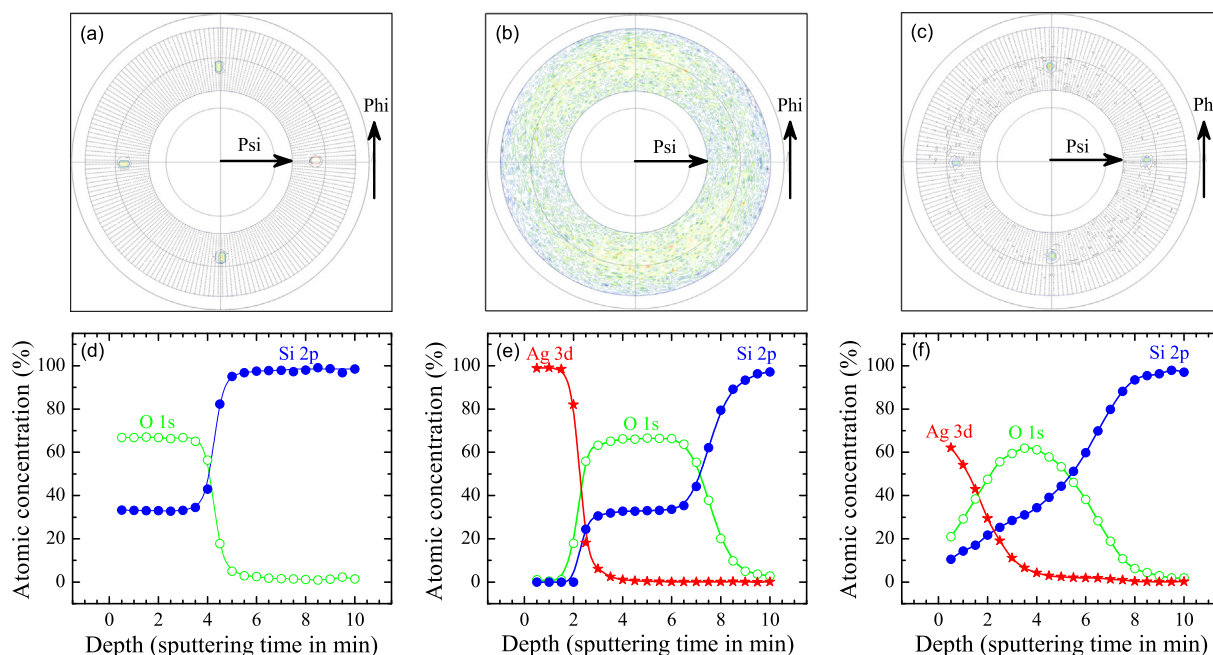 (a)
Phi
Psi
(b)
Phi
Psi
(c)
Phi
Psi
(d)
Si 2p
O 1s
Atomic concentration (%)
100
80
60
40
20
0
0 2 4 6 8 10
Depth (sputtering time in min)
(e)
Ag 3d
Si 2p
O 1s
Atomic concentration (%)
100
80
60
40
20
0
0 2 4 6 8 10
Depth (sputtering time in min)
(f)
Si 2p
Ag 3d
O 1s
Atomic concentration (%)
100
80
60
40
20
0
0 2 4 6 8 10
Depth (sputtering time in min)